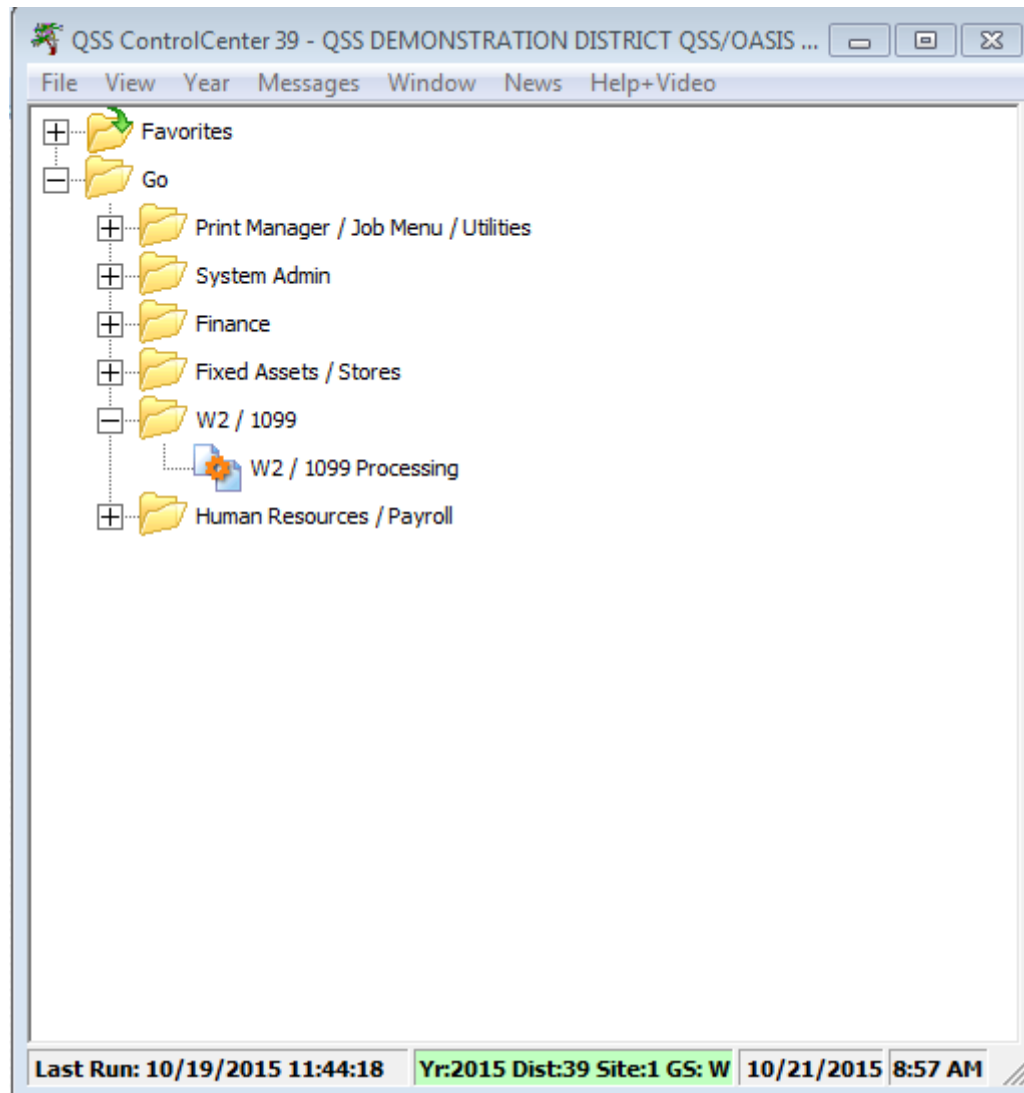 QSS ControlCenter 39 - QSS DEMONSTRATION DISTRICT QSS/OASIS ...
File View Year Messages Window News Help+Video
Favorites
Go
Print Manager / Job Menu / Utilities
System Admin
Finance
Fixed Assets / Stores
W2 / 1099
W2 / 1099 Processing
Human Resources / Payroll
Last Run: 10/19/2015 11:44:18 Yr:2015 Dist:39 Site:1 GS: W 10/21/2015 8:57 AM